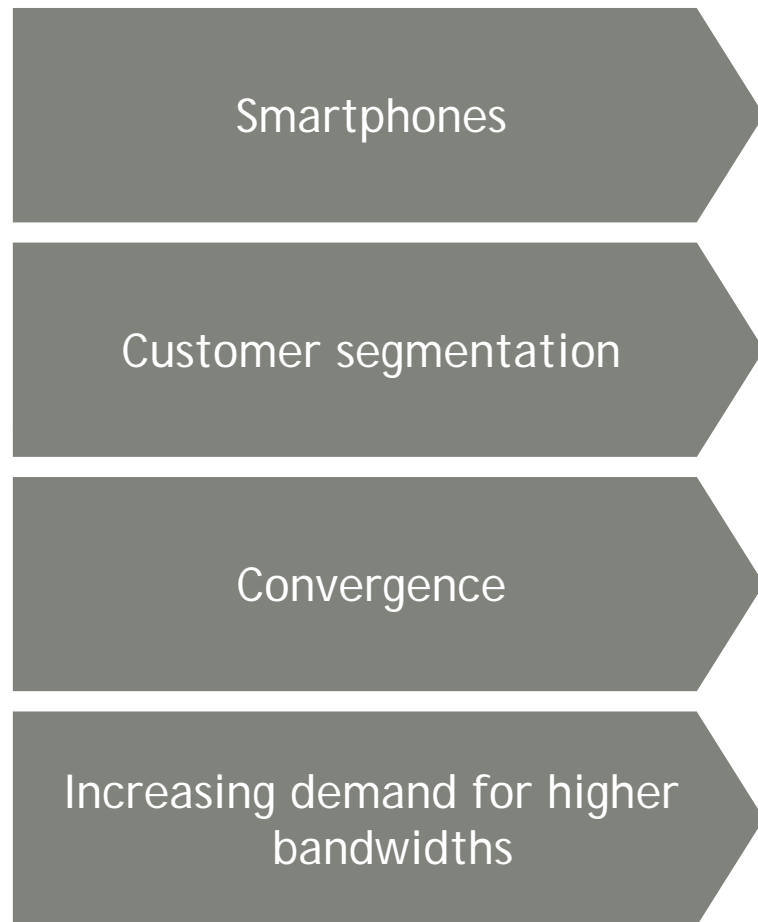 Smartphones
Customer segmentation
Convergence
Increasing demand for higher
bandwidths